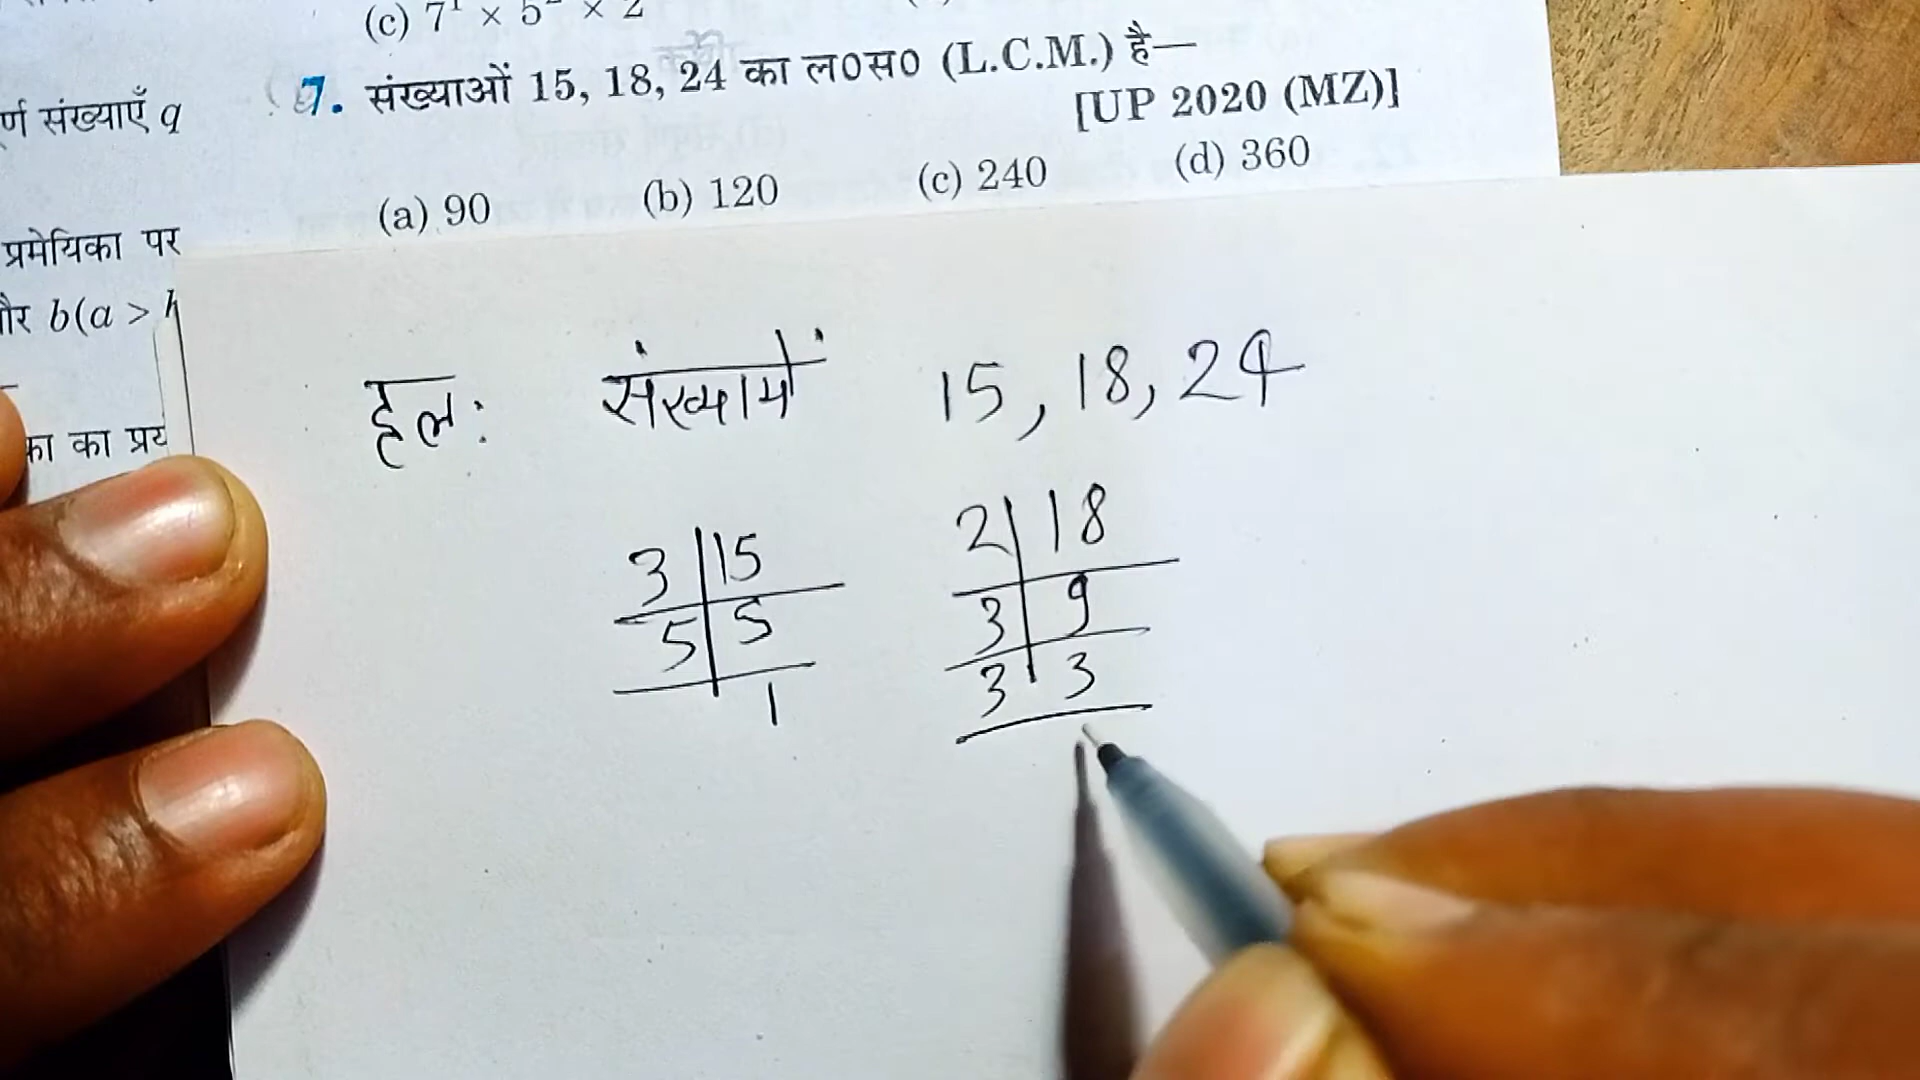 (c) 7¹ × 5² × 2
7. संख्याओं 15, 18, 24 का ल०स० (L.C.M.) है—
[UP 2020 (MZ)]
(a) 90 (b) 120 (c) 240 (d) 360
र्ण संख्याएँ q
प्रमेयिका पर
और b(a >
का का
हल: संख्यायें 15, 18, 24
3 | 15
5 | 5
1
2 | 18
3 | 9
3 | 3